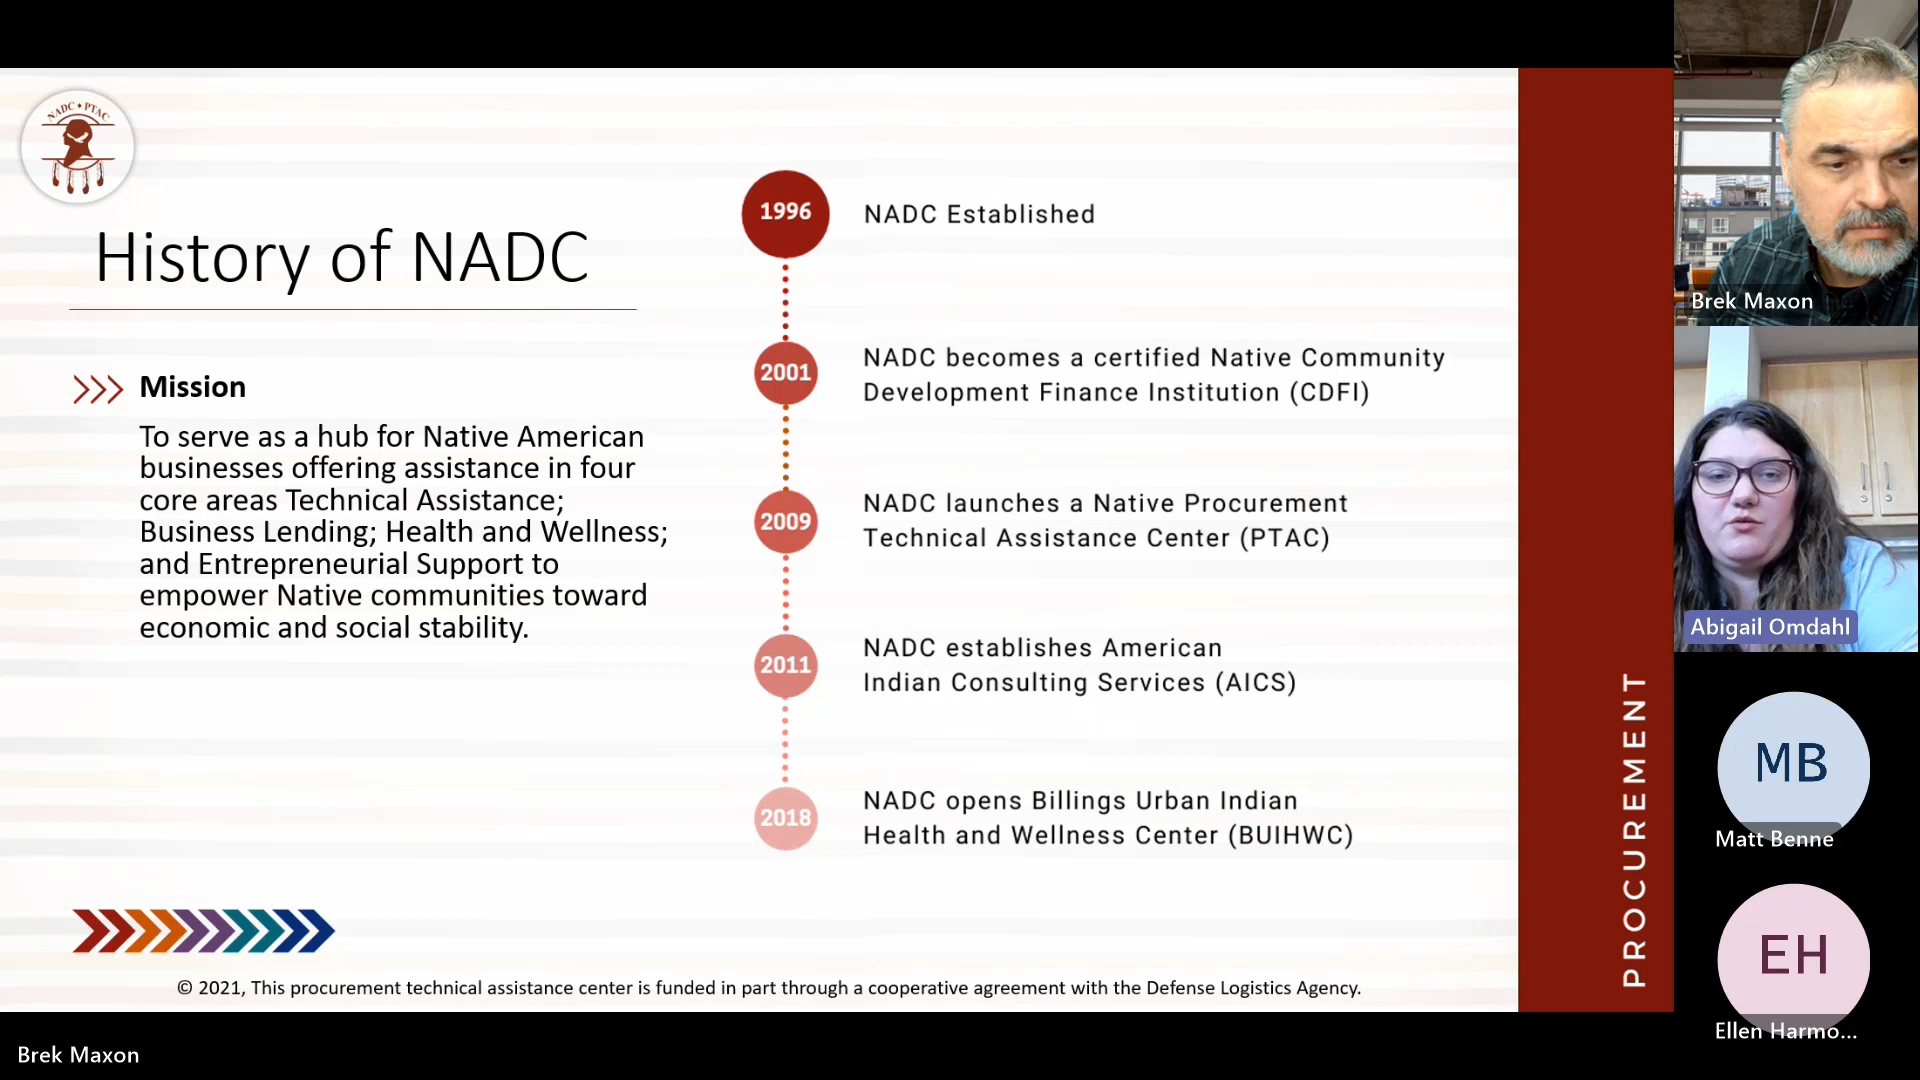 NADC ♦ PTAC
History of NADC
Mission
To serve as a hub for Native American
businesses offering assistance in four
core areas Technical Assistance;
Business Lending; Health and Wellness;
and Entrepreneurial Support to
empower Native communities toward
economic and social stability.
1996
NADC Established
2001
NADC becomes a certified Native Community
Development Finance Institution (CDFI)
2009
NADC launches a Native Procurement
Technical Assistance Center (PTAC)
2011
NADC establishes American
Indian Consulting Services (AICS)
2018
NADC opens Billings Urban Indian
Health and Wellness Center (BUIHWC)
© 2021, This procurement technical assistance center is funded in part through a cooperative agreement with the Defense Logistics Agency.
PROCUREMENT
Brek Maxon
Abigail Omdahl
MB
Matt Benne
EH
Ellen Harmo...
Brek Maxon